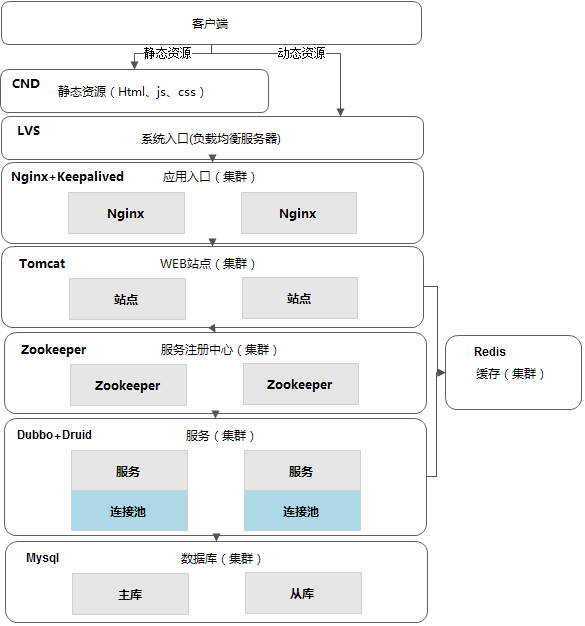 客户端
静态资源 动态资源
CND
静态资源（Html、js、css）
LVS
系统入口(负载均衡服务器)
Nginx+Keepalived 应用入口（集群）
Nginx Nginx
Tomcat WEB站点（集群）
站点 站点
Zookeeper 服务注册中心（集群）
Zookeeper Zookeeper
Redis
缓存（集群）
Dubbo+Druid 服务（集群）
服务 服务
连接池 连接池
Mysql 数据库（集群）
主库 从库